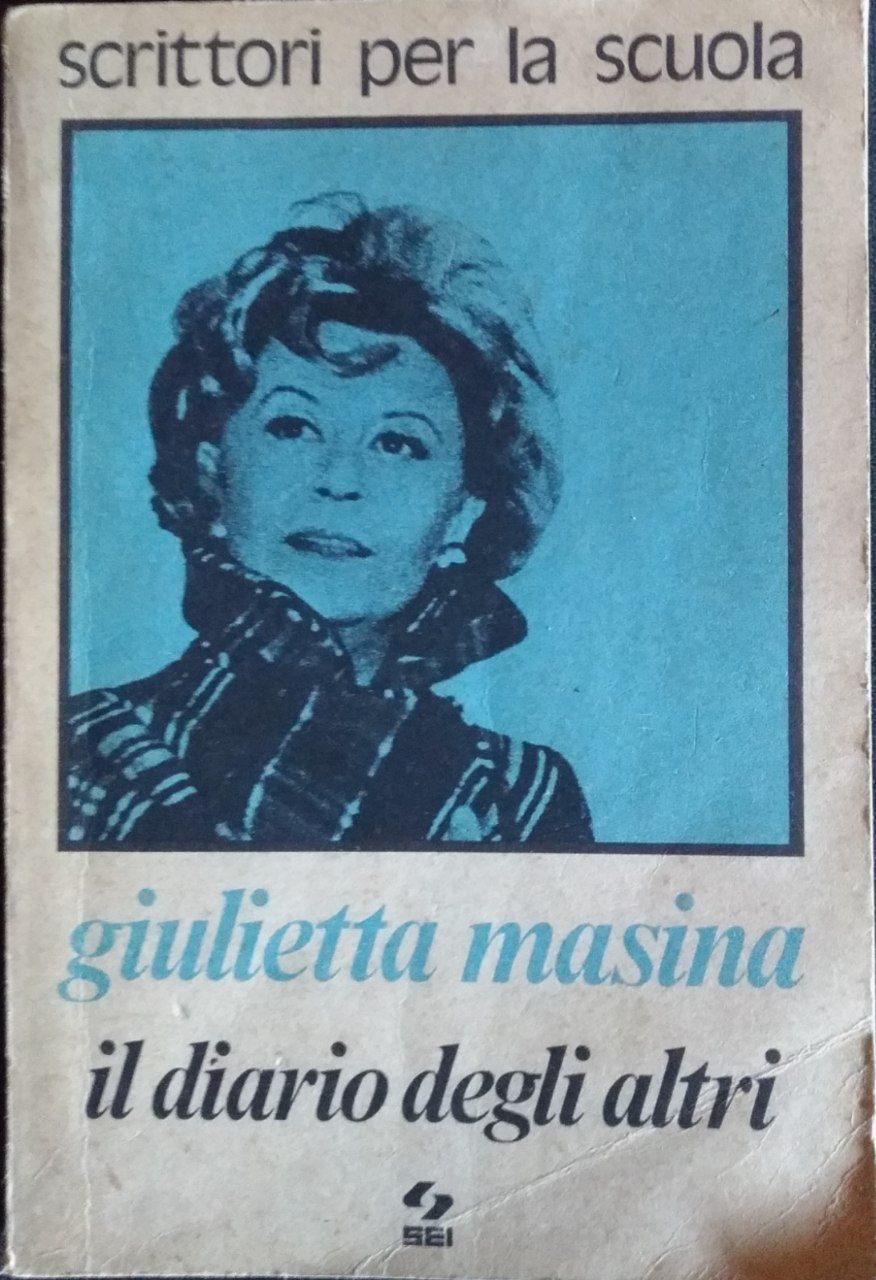 scrittori per la scuola
giulietta masina
il diario degli altri
SEI